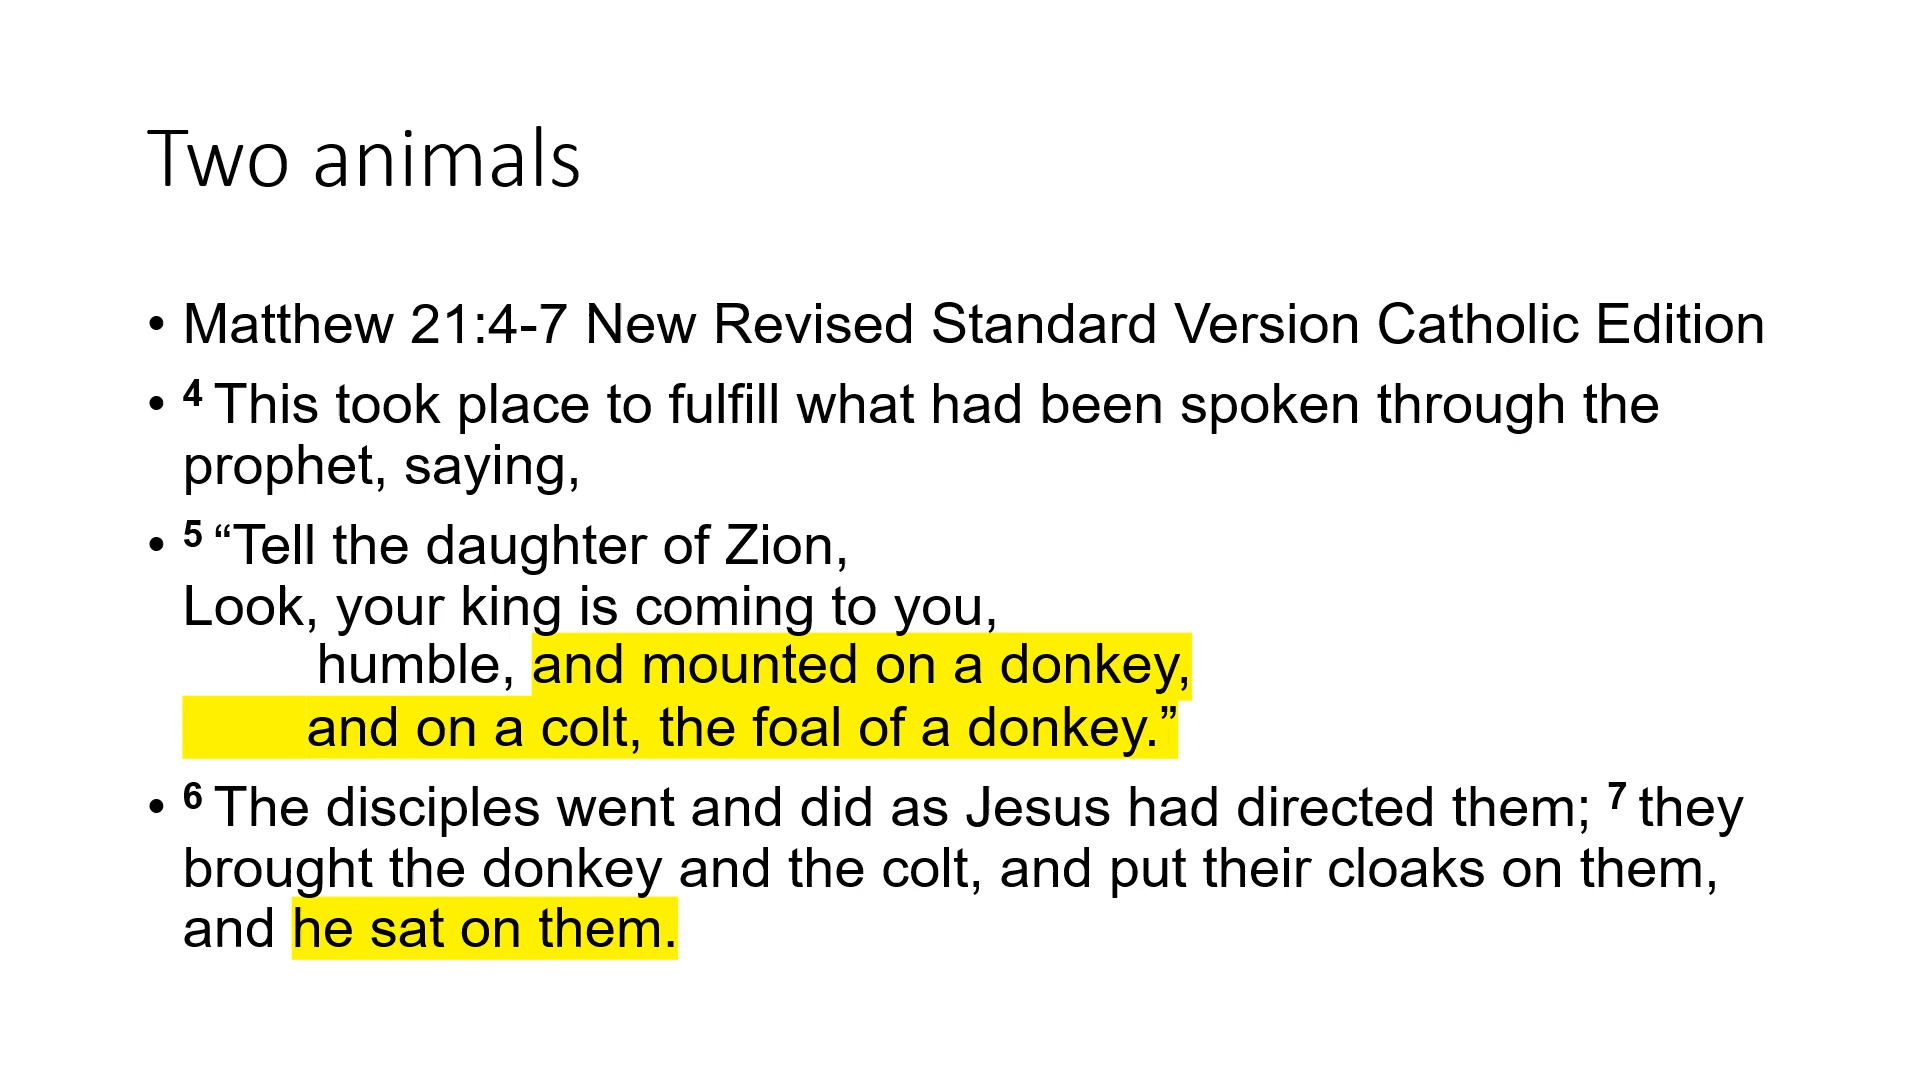 Two animals
• Matthew 21:4-7 New Revised Standard Version Catholic Edition
• 4 This took place to fulfill what had been spoken through the
prophet, saying,
• 5 “Tell the daughter of Zion,
Look, your king is coming to you,
humble, and mounted on a donkey,
and on a colt, the foal of a donkey.”
• 6 The disciples went and did as Jesus had directed them; 7 they
brought the donkey and the colt, and put their cloaks on them,
and he sat on them.